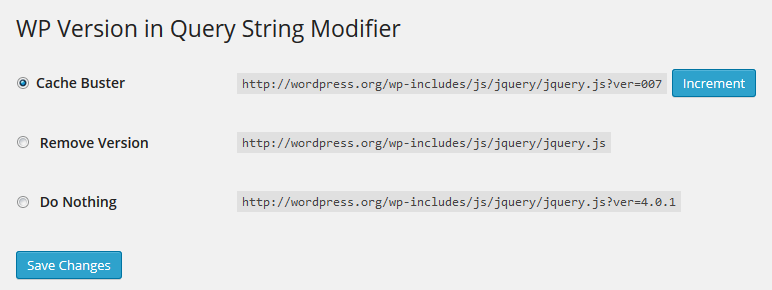 WP Version in Query String Modifier
Cache Buster http://wordpress.org/wp-includes/js/jquery/jquery.js?ver=007 Increment
Remove Version http://wordpress.org/wp-includes/js/jquery/jquery.js
Do Nothing http://wordpress.org/wp-includes/js/jquery/jquery.js?ver=4.0.1
Save Changes